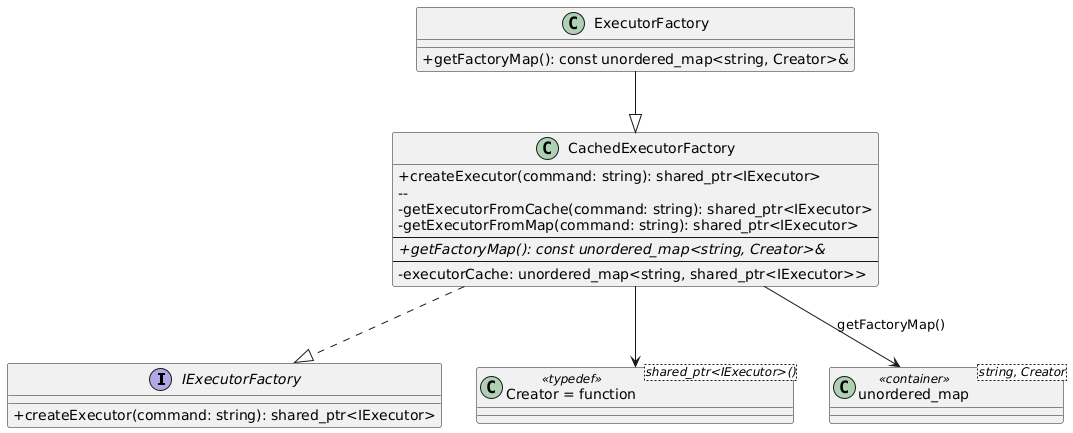 C ExecutorFactory
+getFactoryMap(): const unordered_map<string, Creator>&
C CachedExecutorFactory
+createExecutor(command: string): shared_ptr<IExecutor>
--
-getExecutorFromCache(command: string): shared_ptr<IExecutor>
-getExecutorFromMap(command: string): shared_ptr<IExecutor>
+getFactoryMap(): const unordered_map<string, Creator>&
-executorCache: unordered_map<string, shared_ptr<IExecutor>>
getFactoryMap()
I IExecutorFactory
+createExecutor(command: string): shared_ptr<IExecutor>
shared_ptr<IExecutor>()
«typedef»
C Creator = function
string, Creator
«container»
C unordered_map